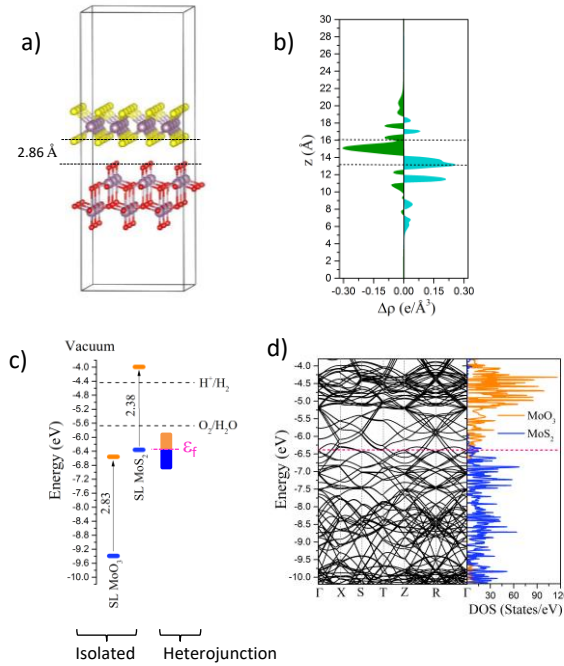 a)
2.86 Å
b)
30
28
26
24
22
20
18
16
14
12
10
8
6
4
2
0
z (Å)
-0.30 -0.15 0.00 0.15 0.30
Δρ (e/Å³)
c)
Vacuum
-4.0
-4.4
-4.8
-5.2
-5.6
-6.0
-6.4
-6.8
-7.2
-7.6
-8.0
-8.4
-8.8
-9.2
-9.6
-10.0
Energy (eV)
2.83
SL MoO₃
2.38
SL MoS₂
H⁺/H₂
O₂/H₂O
εf
Isolated
Heterojunction
d)
-4.0
-4.5
-5.0
-5.5
-6.0
-6.5
-7.0
-7.5
-8.0
-8.5
-9.0
-9.5
-10.0
Energy (eV)
Γ X S T Z R Γ
MoO₃
MoS₂
30 60 90 120
DOS (States/eV)